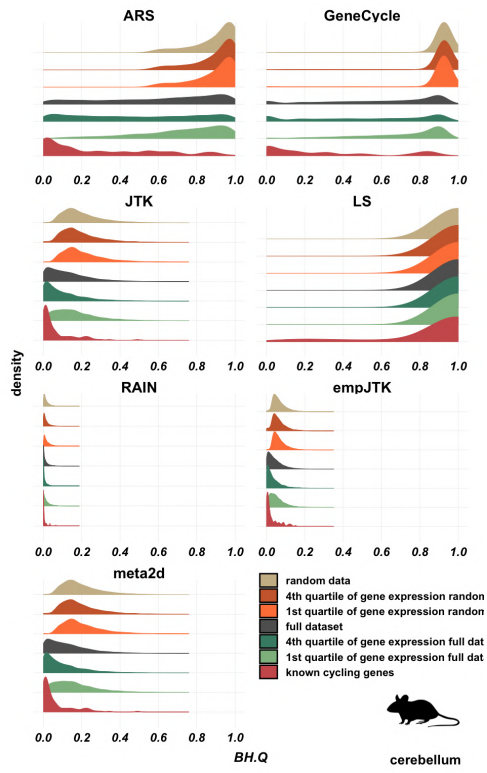 ARS GeneCycle
0.0 0.2 0.4 0.6 0.8 1.0 0.0 0.2 0.4 0.6 0.8 1.0
JTK LS
0.0 0.2 0.4 0.6 0.8 1.0 0.0 0.2 0.4 0.6 0.8 1.0
density
RAIN empJTK
0.0 0.2 0.4 0.6 0.8 1.0 0.0 0.2 0.4 0.6 0.8 1.0
meta2d
0.0 0.2 0.4 0.6 0.8 1.0
BH.Q
random data
4th quartile of gene expression random
1st quartile of gene expression random
full dataset
4th quartile of gene expression full dat
1st quartile of gene expression full dat
known cycling genes
cerebellum